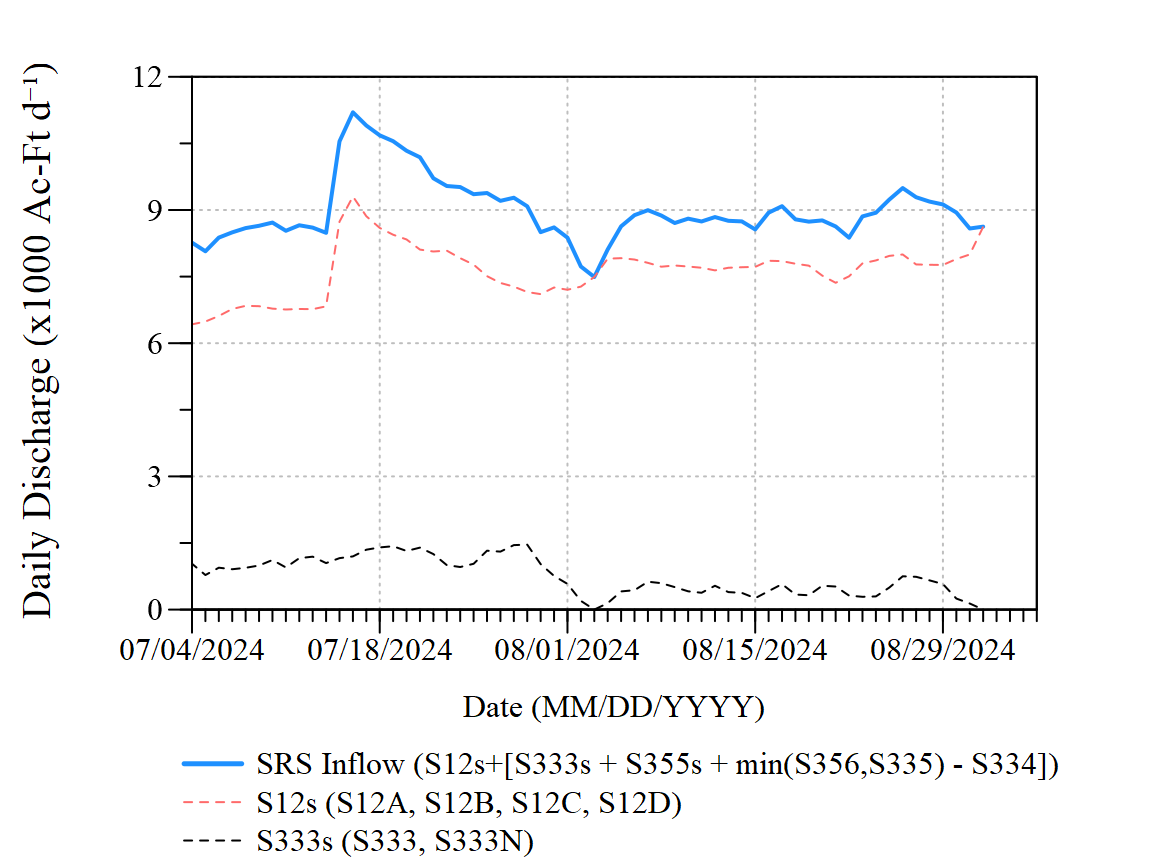 Daily Discharge (x1000 Ac-Ft d⁻¹)
12
9
6
3
0
07/04/2024 07/18/2024 08/01/2024 08/15/2024 08/29/2024
Date (MM/DD/YYYY)
SRS Inflow (S12s+[S333s + S355s + min(S356,S335) - S334])
S12s (S12A, S12B, S12C, S12D)
S333s (S333, S333N)